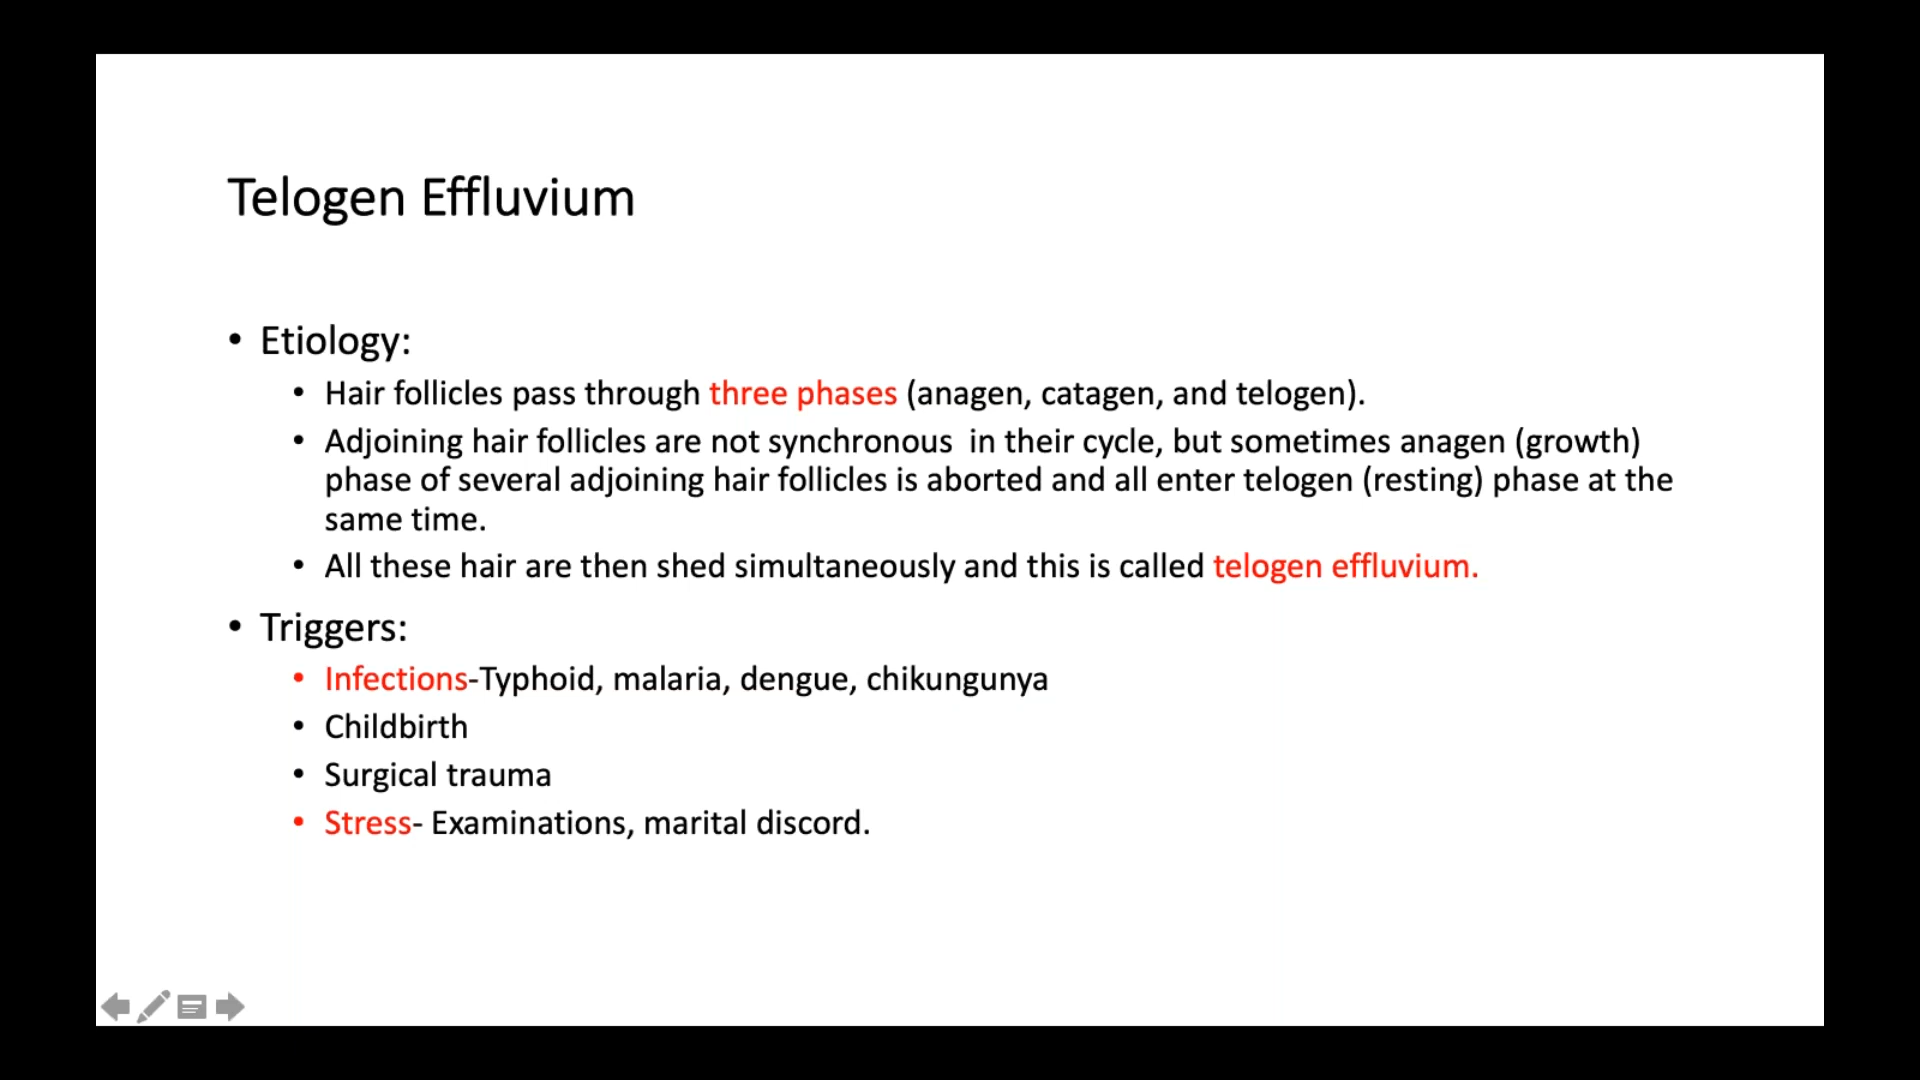 Telogen Effluvium
• Etiology:
• Hair follicles pass through three phases (anagen, catagen, and telogen).
• Adjoining hair follicles are not synchronous  in their cycle, but sometimes anagen (growth)
phase of several adjoining hair follicles is aborted and all enter telogen (resting) phase at the
same time.
• All these hair are then shed simultaneously and this is called telogen effluvium.
• Triggers:
• Infections-Typhoid, malaria, dengue, chikungunya
• Childbirth
• Surgical trauma
• Stress- Examinations, marital discord.